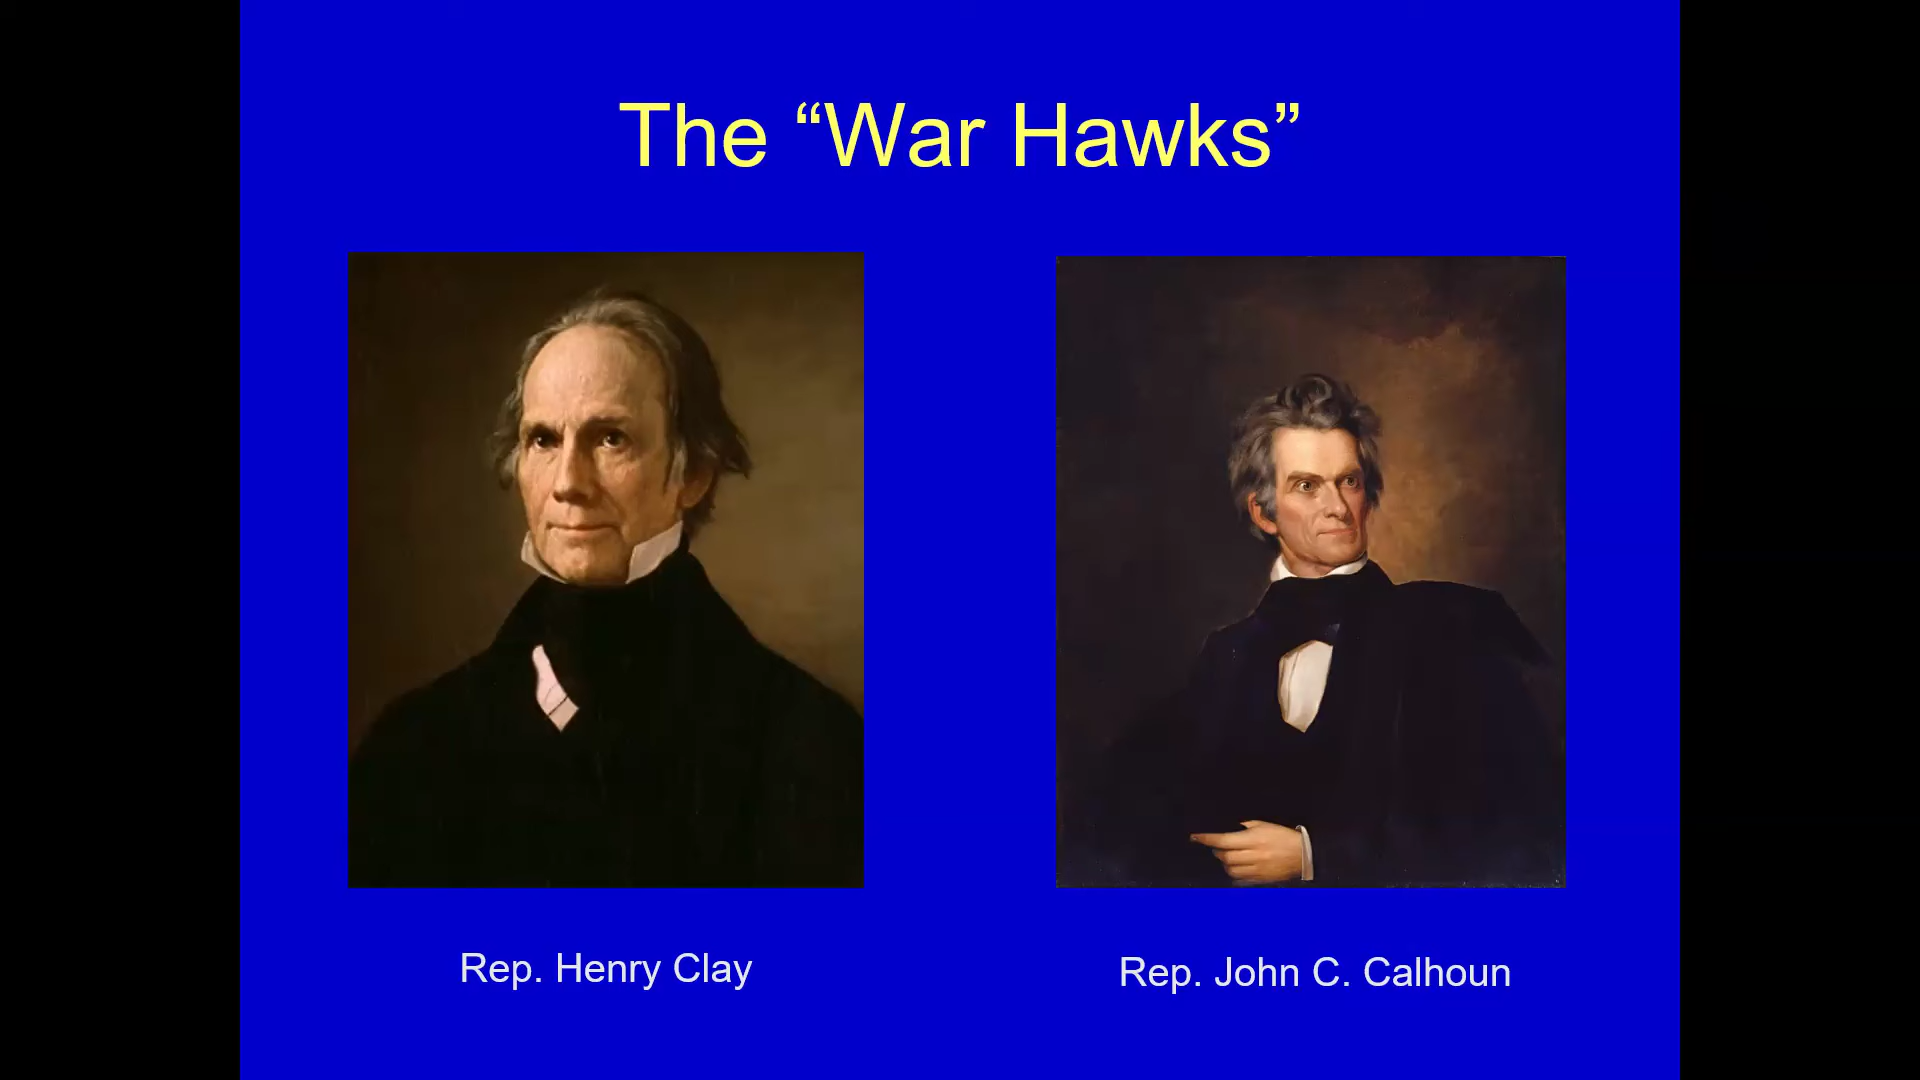 The “War Hawks”
Rep. Henry Clay
Rep. John C. Calhoun